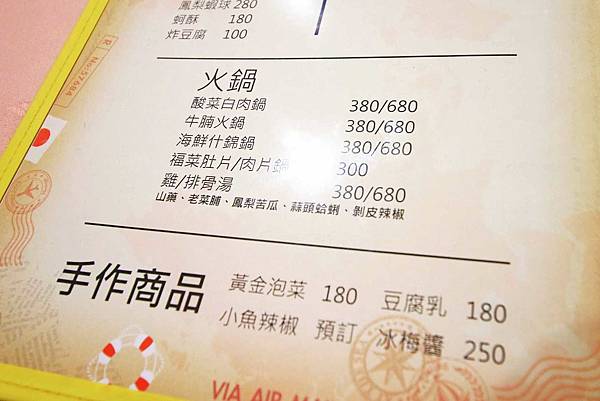 鳳梨蝦球 280
蚵酥 180
炸豆腐 100
火鍋
酸菜白肉鍋 380/680
牛腩火鍋 380/680
海鮮什錦鍋 380/680
福菜肚片/肉片鍋 300
雞/排骨湯 380/680
山藥、老菜脯、鳳梨苦瓜、蒜頭蛤蜊、剝皮辣椒
手作商品
黃金泡菜 180 豆腐乳 180
小魚辣椒 預訂 冰梅醬 250
VIA AIR
R No.57684